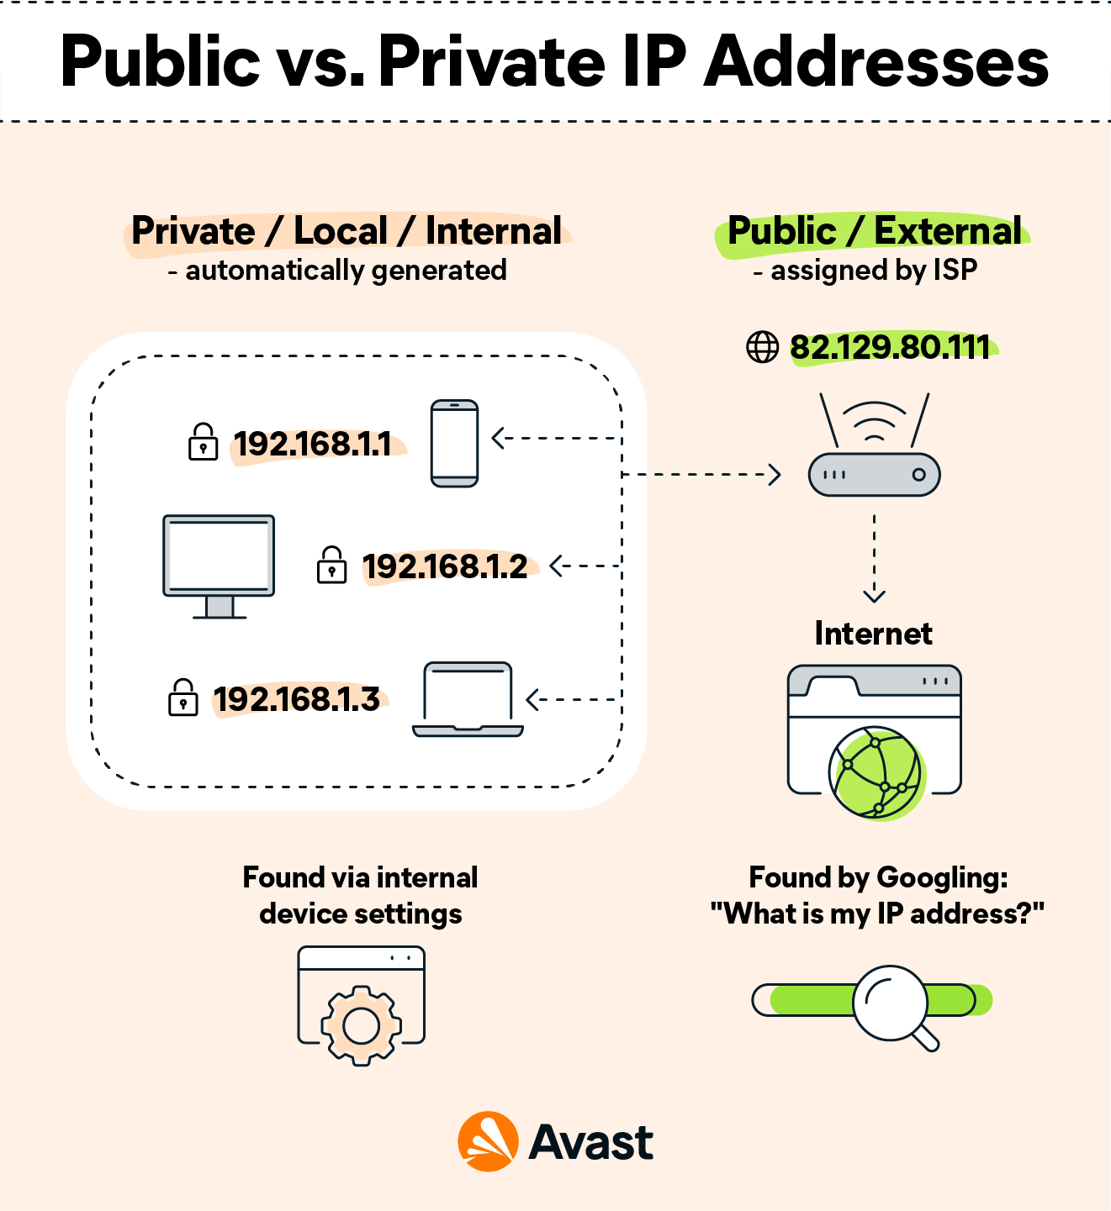 Public vs. Private IP Addresses
Private / Local / Internal
- automatically generated
Public / External
- assigned by ISP
82.129.80.111
192.168.1.1
192.168.1.2
192.168.1.3
Internet
Found via internal
device settings
Found by Googling:
"What is my IP address?"
Avast